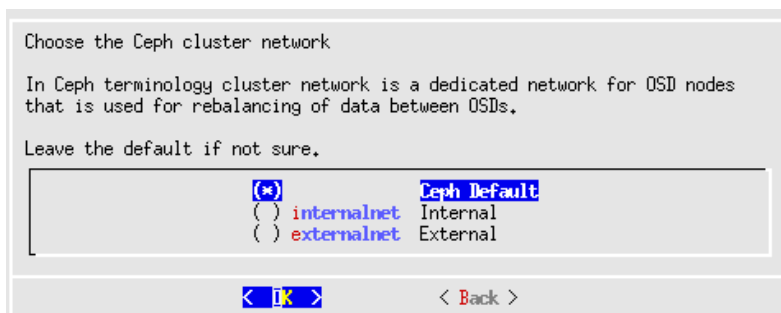 Choose the Ceph cluster network
In Ceph terminology cluster network is a dedicated network for OSD nodes
that is used for rebalancing of data between OSDs.
Leave the default if not sure.
(*) Ceph Default
( ) internalnet Internal
( ) externalnet External
< OK > < Back >